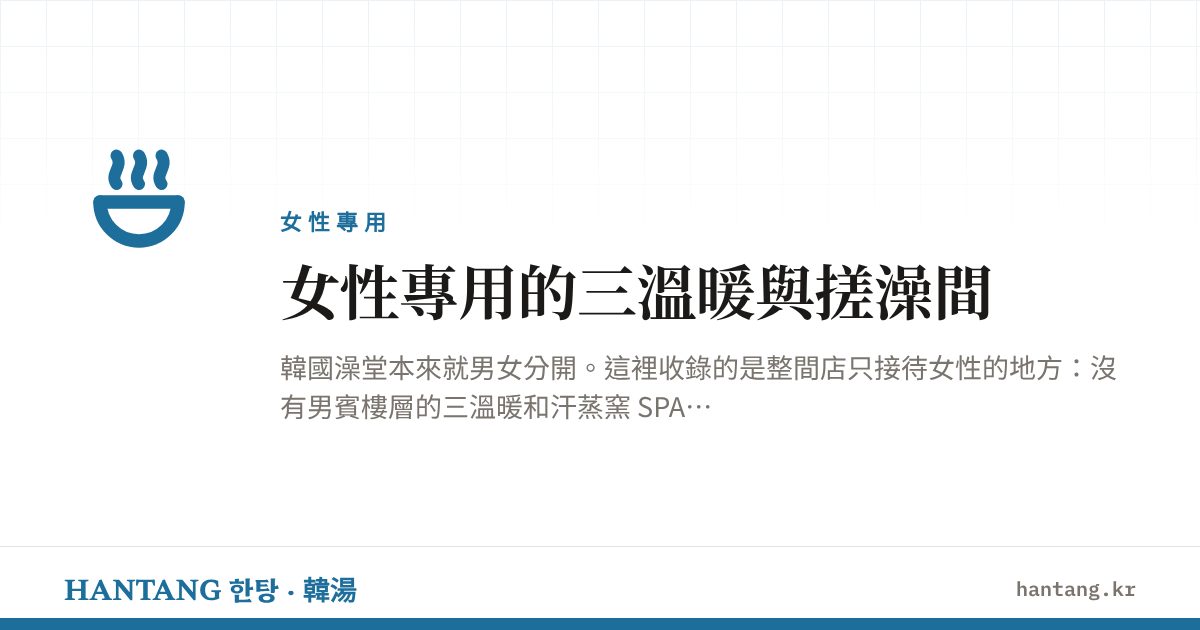 女性專用
女性專用的三溫暖與搓澡間
韓國澡堂本來就男女分開。這裡收錄的是整間店只接待女性的地方：沒
有男賓樓層的三溫暖和汗蒸窯 SPA…
HANTANG 한탕 · 韓湯
hantang.kr